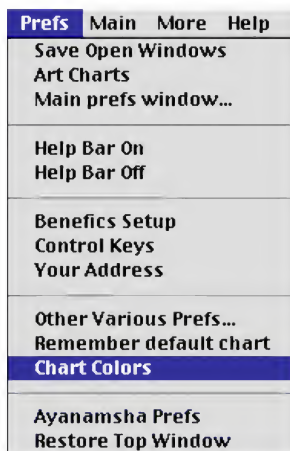 Prefs Main More Help
Save Open Windows
Art Charts
Main prefs window...
Help Bar On
Help Bar Off
Benefics Setup
Control Keys
Your Address
Other Various Prefs...
Remember default chart
Chart Colors
Ayanamsha Prefs
Restore Top Window